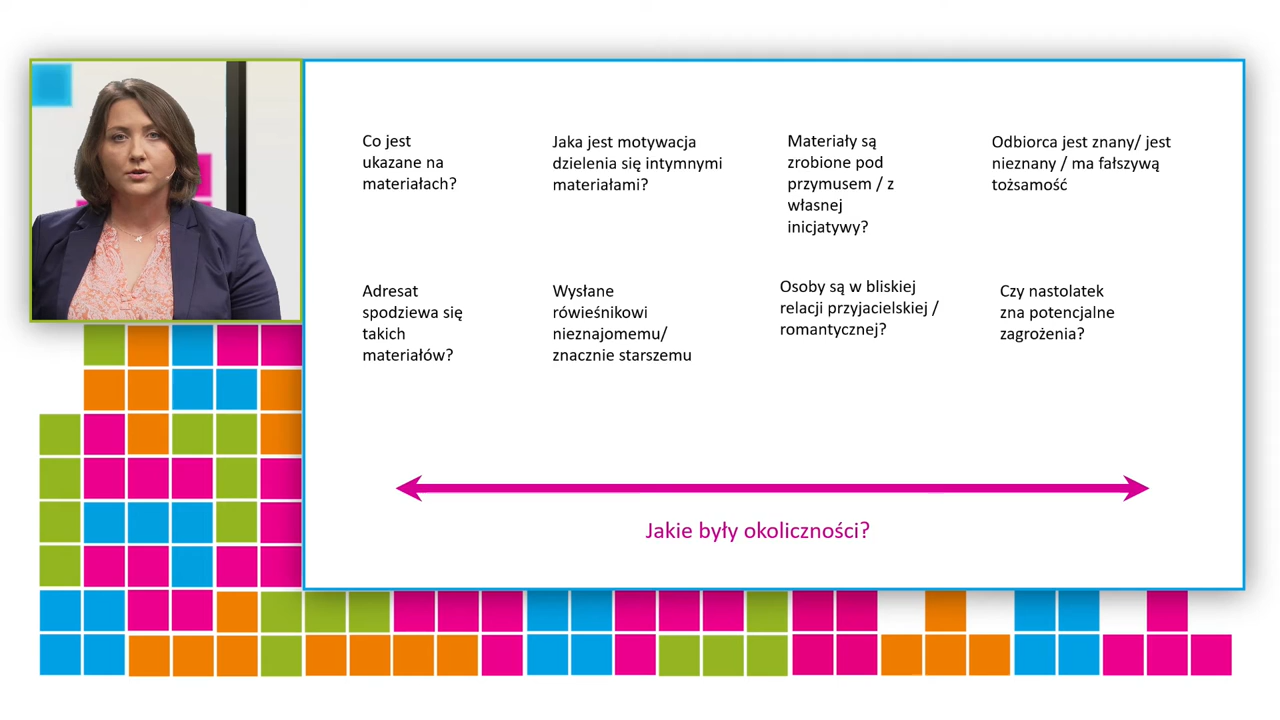 Co jest
ukazane na
materiałach?
Jaka jest motywacja
dzielenia się intymnymi
materiałami?
Materiały są
zrobione pod
przymusem / z
własnej
inicjatywy?
Odbiorca jest znany/ jest
nieznany / ma fałszywą
tożsamość
Adresat
spodziewa się
takich
materiałów?
Wysłane
rówieśnikowi
nieznajomemu/
znacznie starszemu
Osoby są w bliskiej
relacji przyjacielskiej /
romantycznej?
Czy nastolatek
zna potencjalne
zagrożenia?
Jakie były okoliczności?